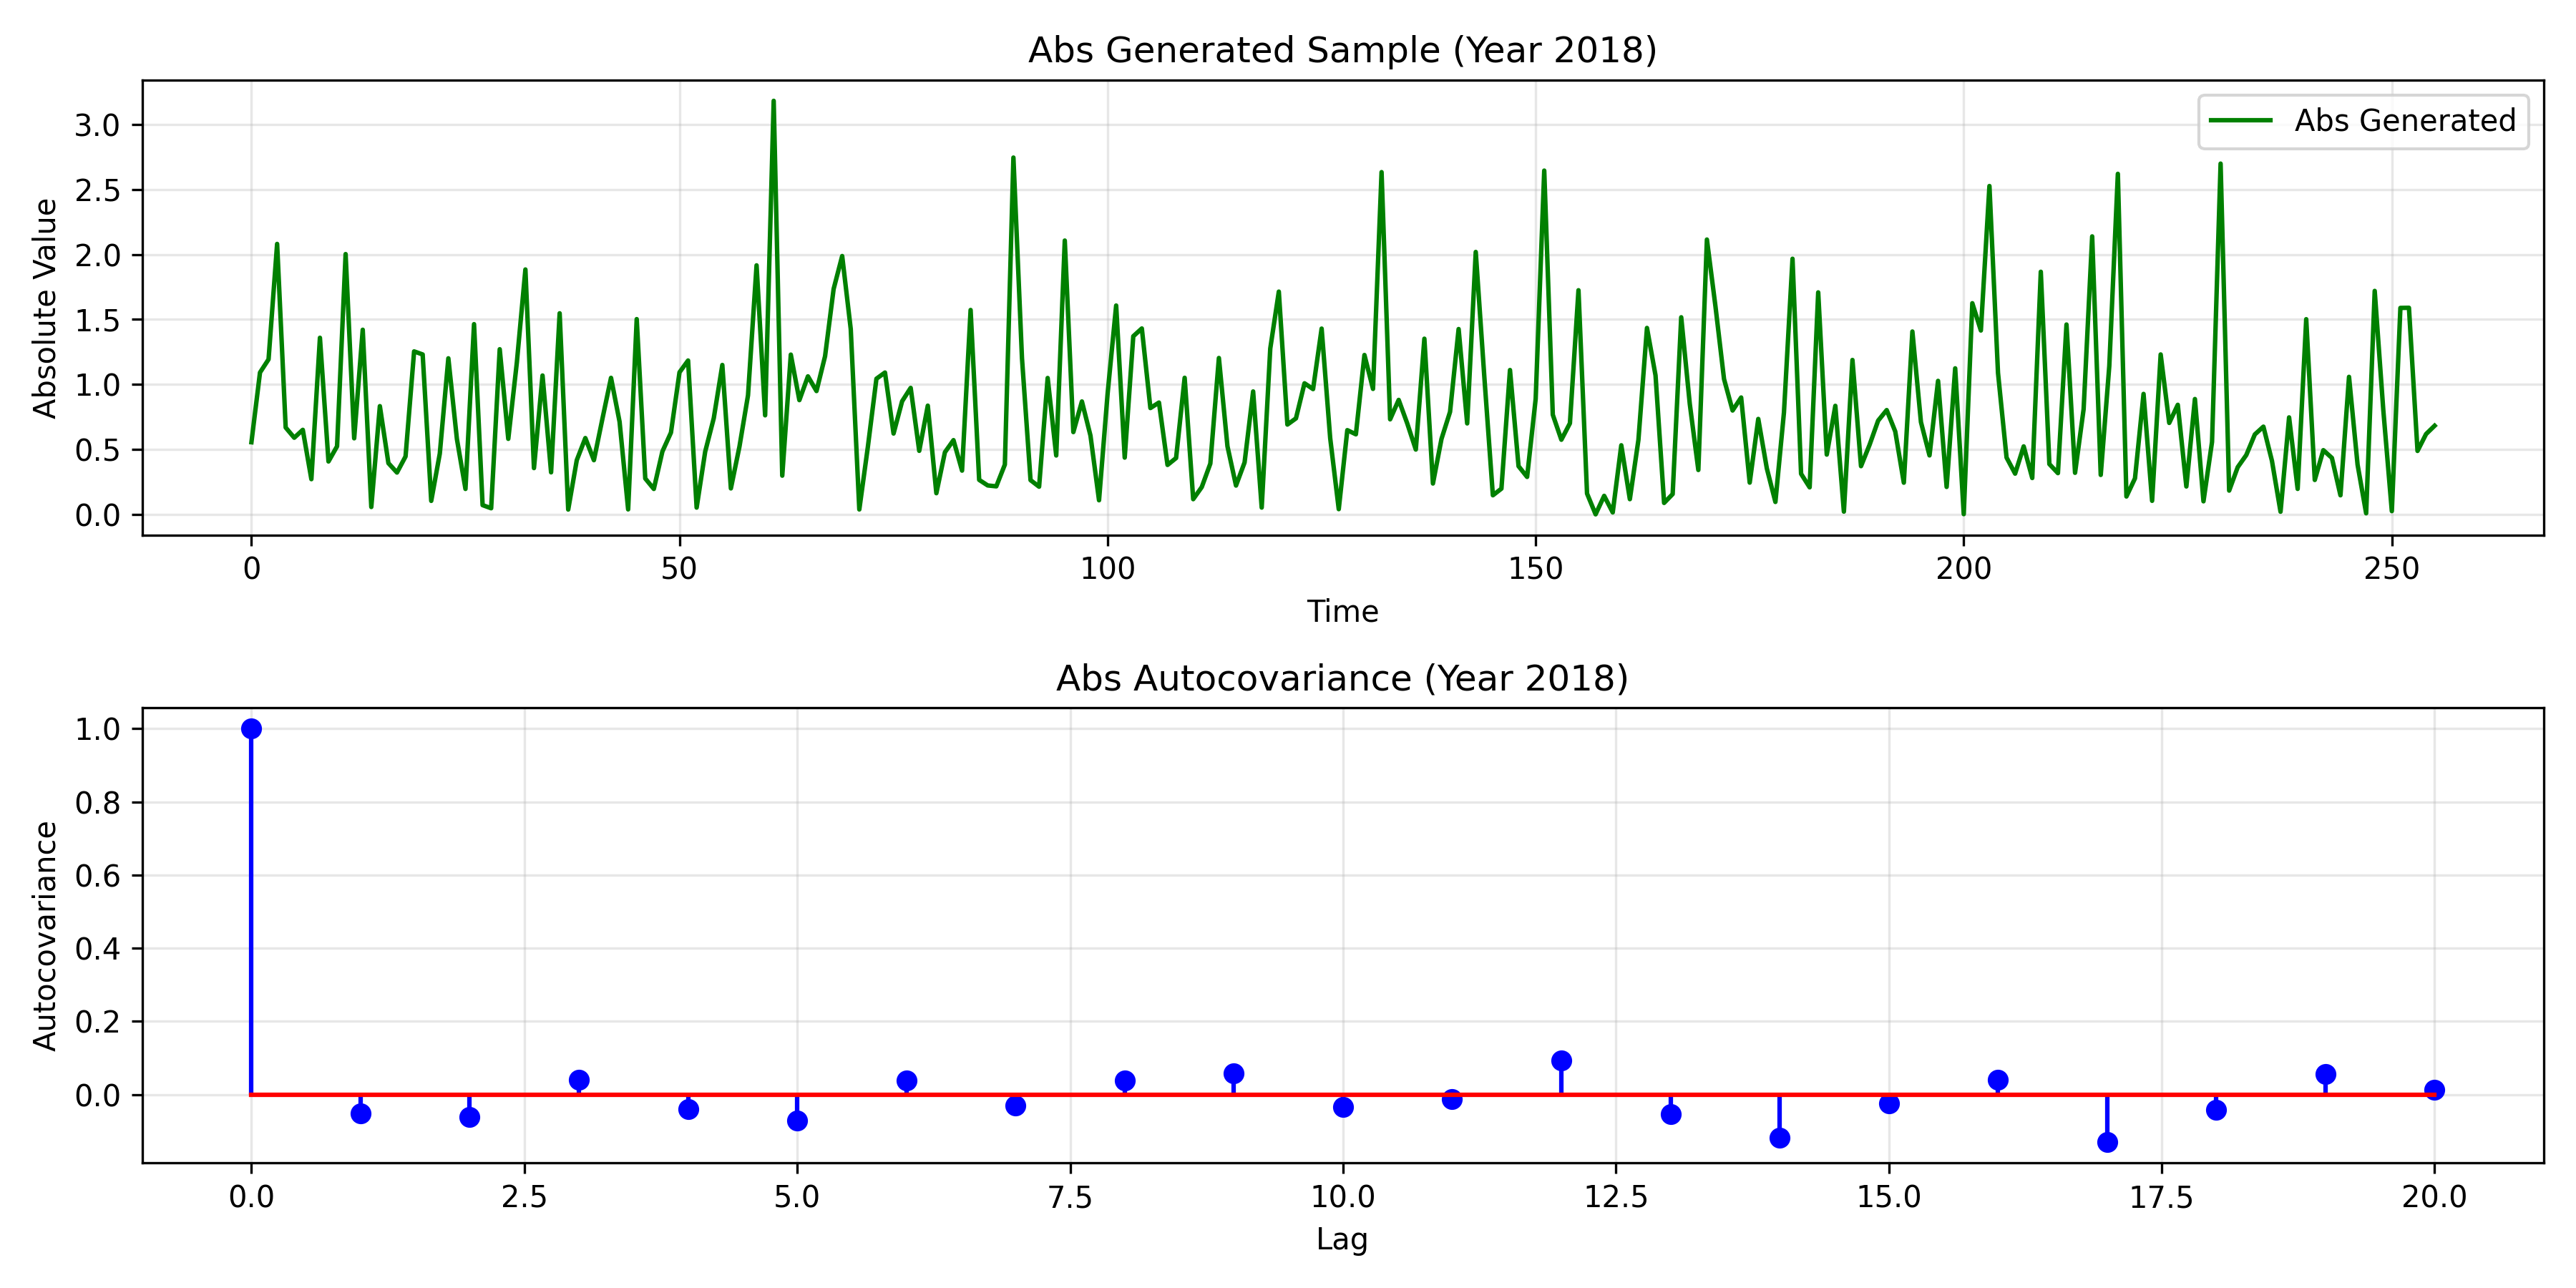 Abs Generated Sample (Year 2018)
Absolute Value
3.0
2.5
2.0
1.5
1.0
0.5
0.0
Abs Generated
0 50 100 150 200 250
Time
Abs Autocovariance (Year 2018)
Autocovariance
1.0
0.8
0.6
0.4
0.2
0.0
0.0 2.5 5.0 7.5 10.0 12.5 15.0 17.5 20.0
Lag